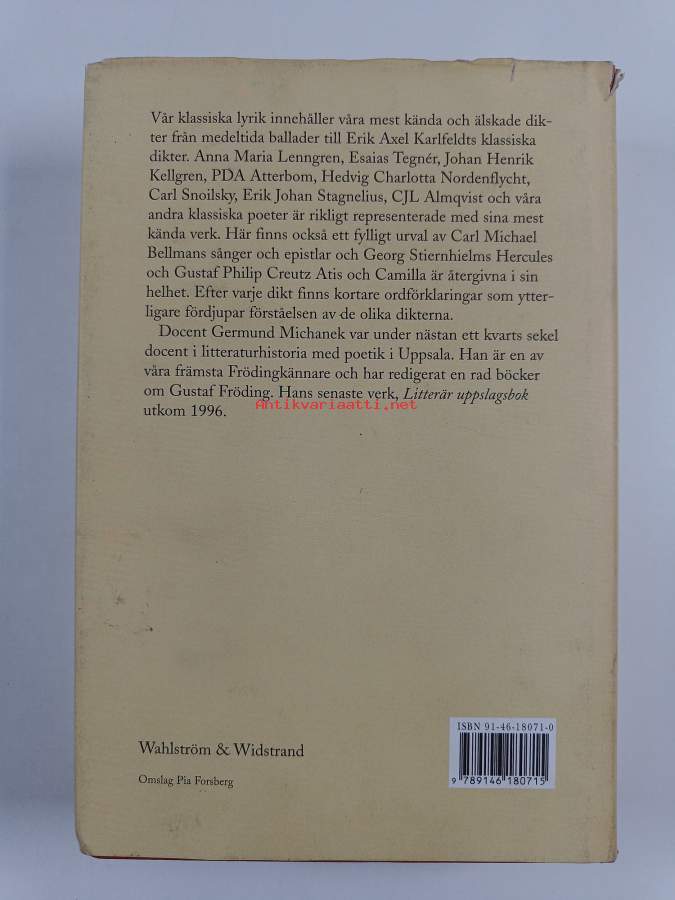 Vår klassiska lyrik innehåller våra mest kända och älskade dik-
ter från medeltida ballader till Erik Axel Karlfeldts klassiska
dikter. Anna Maria Lenngren, Esaias Tegnér, Johan Henrik
Kellgren, PDA Atterbom, Hedvig Charlotta Nordenflycht,
Carl Snoilsky, Erik Johan Stagnelius, CJL Almqvist och våra
andra klassiska poeter är rikligt representerade med sina mest
kända verk. Här finns också ett fylligt urval av Carl Michael
Bellmans sånger och epistlar och Georg Stiernhielms Hercules
och Gustaf Philip Creutz Atis och Camilla är återgivna i sin
helhet. Efter varje dikt finns kortare ordförklaringar som ytter-
ligare fördjupar förståelsen av de olika dikterna.
Docent Germund Michanek var under nästan ett kvarts sekel
docent i litteraturhistoria med poetik i Uppsala. Han är en av
våra främsta Frödingkännare och har redigerat en rad böcker
om Gustaf Fröding. Hans senaste verk, Litterär uppslagsbok
utkom 1996.
Antikvariaatti.net
ISBN 91-46-18071-0
9 789146 180715
Wahlström & Widstrand
Omslag Pia Forsberg